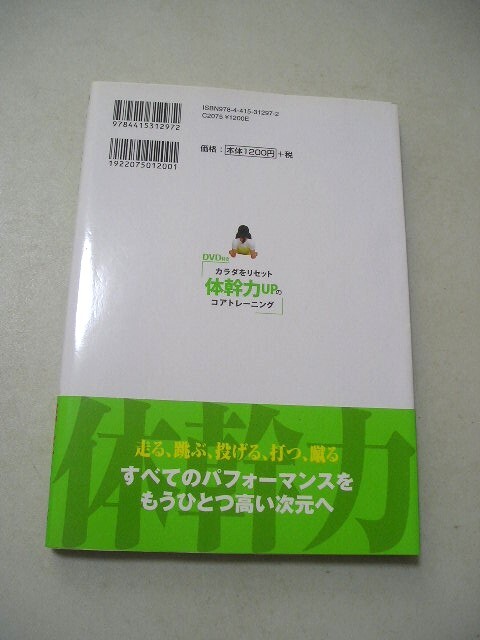 ISBN978-4-415-31297-2
C2075 ¥1200E
9784415312972
価格：本体1200円+税
1922075012001
DVD付き
カラダをリセット
体幹力UPの
コアトレーニング
体幹力
走る、跳ぶ、投げる、打つ、蹴る
すべてのパフォーマンスを
もうひとつ高い次元へ